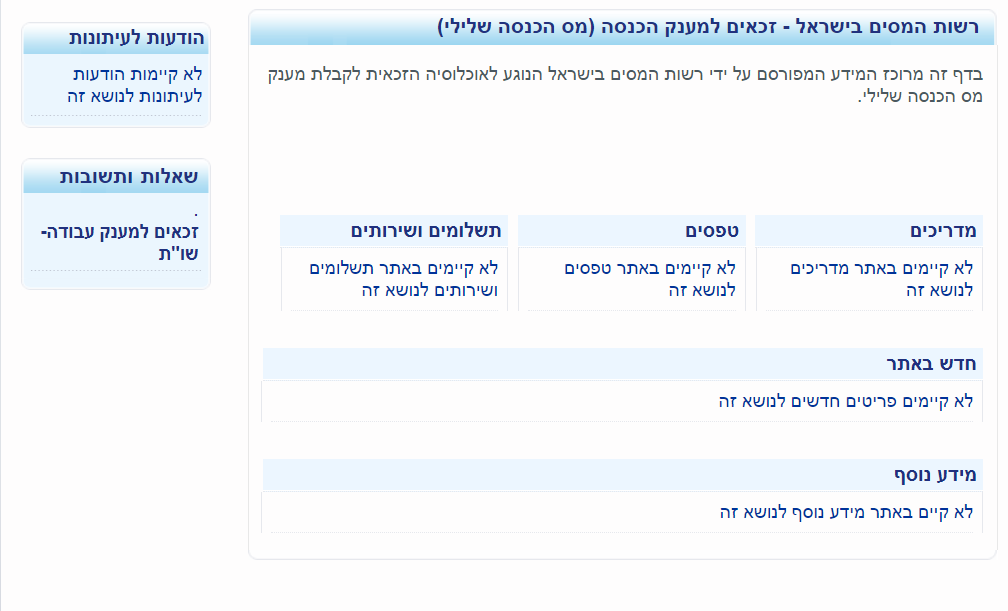 רשות המסים בישראל - זכאים למענק הכנסה (מס הכנסה שלילי)
בדף זה מרוכז המידע המפורסם על ידי רשות המסים בישראל הנוגע לאוכלוסיה הזכאית לקבלת מענק
מס הכנסה שלילי.
מדריכים
לא קיימים באתר מדריכים
לנושא זה
טפסים
לא קיימים באתר טפסים
לנושא זה
תשלומים ושירותים
לא קיימים באתר תשלומים
ושירותים לנושא זה
חדש באתר
לא קיימים פריטים חדשים לנושא זה
מידע נוסף
לא קיים באתר מידע נוסף לנושא זה
הודעות לעיתונות
לא קיימות הודעות
לעיתונות לנושא זה
שאלות ותשובות
.
זכאים למענק עבודה-
שו"ת